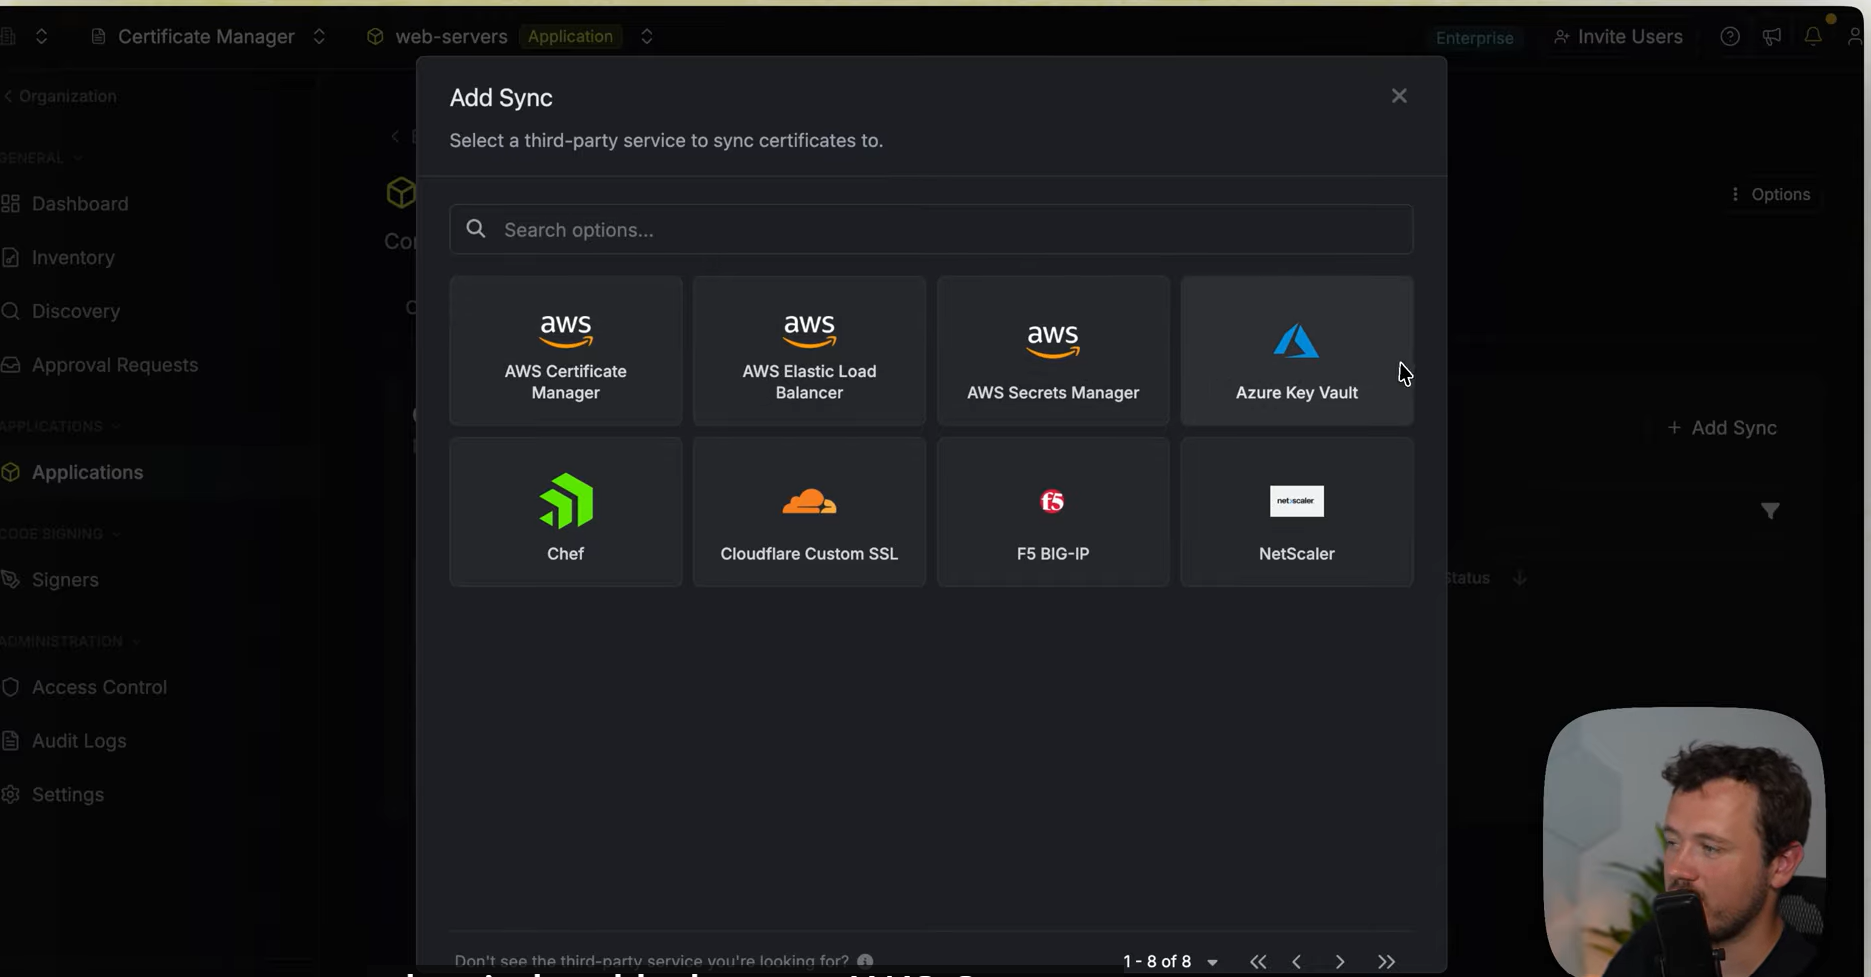 Certificate Manager
web-servers Application
Enterprise
Invite Users
Organization
GENERAL
Dashboard
Inventory
Discovery
Approval Requests
APPLICATIONS
Applications
CODE SIGNING
Signers
ADMINISTRATION
Access Control
Audit Logs
Settings
Options
+ Add Sync
Status
Add Sync
Select a third-party service to sync certificates to.
Search options...
aws
AWS Certificate
Manager
aws
AWS Elastic Load
Balancer
aws
AWS Secrets Manager
Azure Key Vault
Chef
Cloudflare Custom SSL
f5
F5 BIG-IP
net>scaler
NetScaler
Don't see the third-party service you're looking for?
1 - 8 of 8